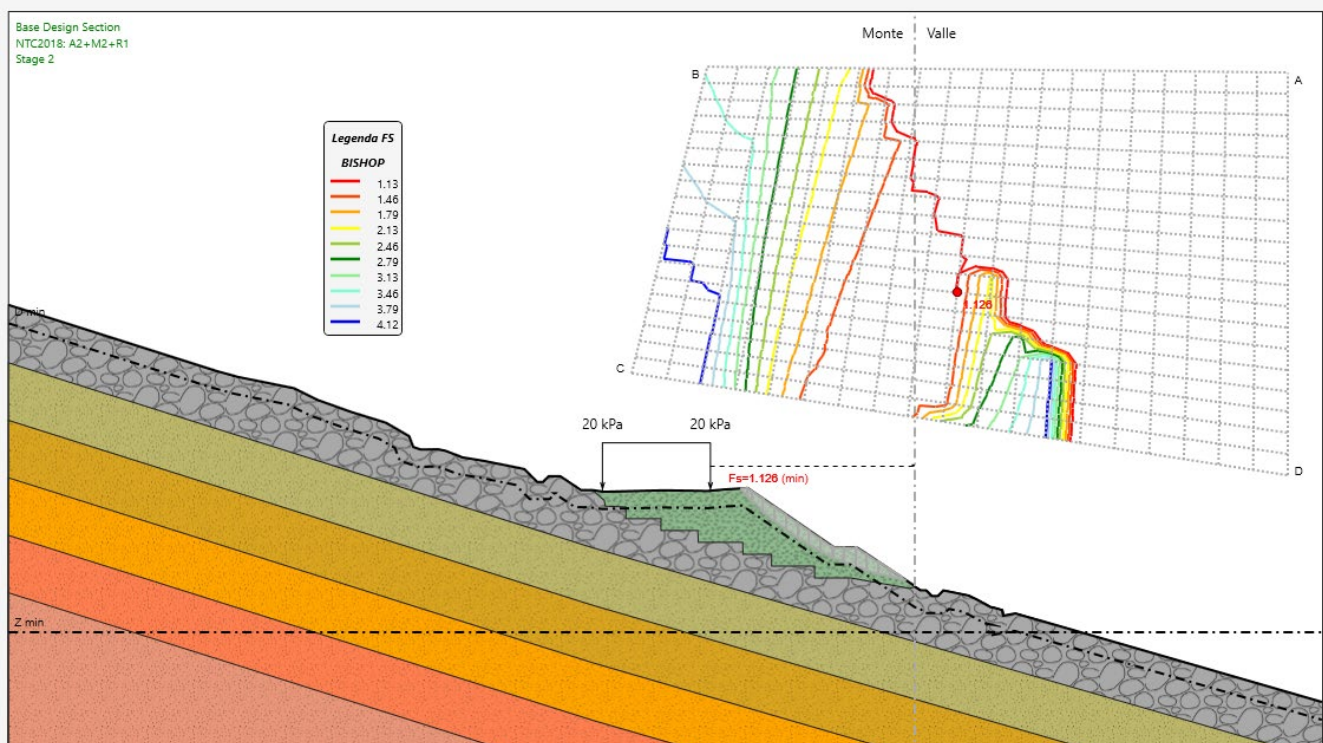 Base Design Section
NTC2018: A2+M2+R1
Stage 2
Monte
Valle
B
A
Legenda FS
BISHOP
1.13
1.46
1.79
2.13
2.46
2.79
3.13
3.46
3.79
4.12
1.126
min
C
D
20 kPa
20 kPa
Fs=1.126 (min)
Z min